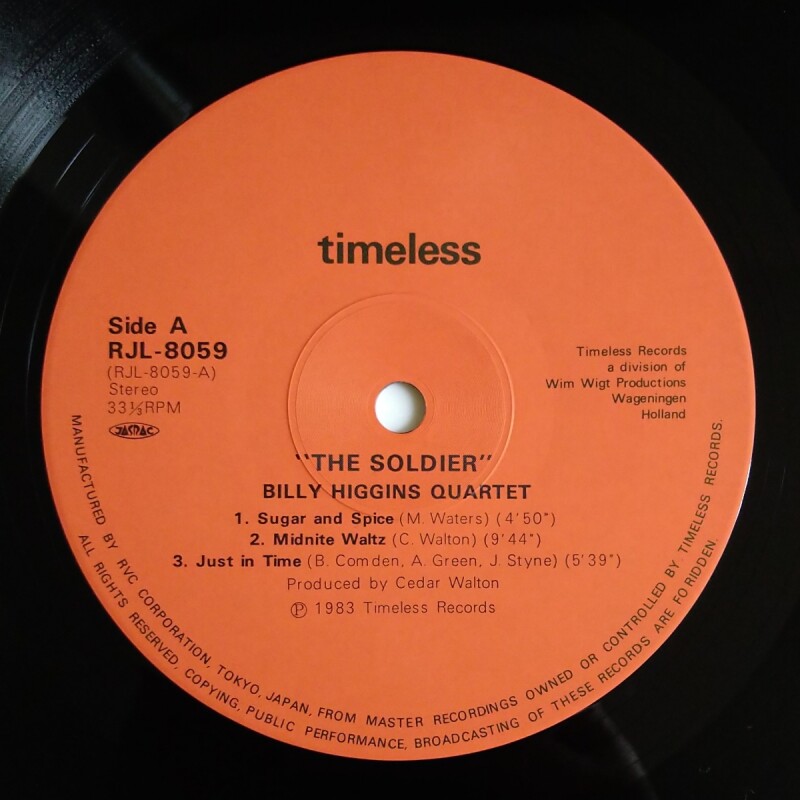 timeless
Side A
RJL-8059
(RJL-8059-A)
Stereo
33⅓RPM
JASRAC
Timeless Records
a division of
Wim Wigt Productions
Wageningen
Holland
"THE SOLDIER"
BILLY HIGGINS QUARTET
1. Sugar and Spice (M. Waters) (4'50")
2. Midnite Waltz (C. Walton) (9'44")
3. Just in Time (B. Comden, A. Green, J. Styne) (5'39")
Produced by Cedar Walton
Ⓟ 1983 Timeless Records
MANUFACTURED BY RVC CORPORATION, TOKYO, JAPAN, FROM MASTER RECORDINGS OWNED OR CONTROLLED BY TIMELESS RECORDS.
ALL RIGHTS RESERVED, COPYING, PUBLIC PERFORMANCE, BROADCASTING OF THESE RECORDS ARE FORIDDEN.